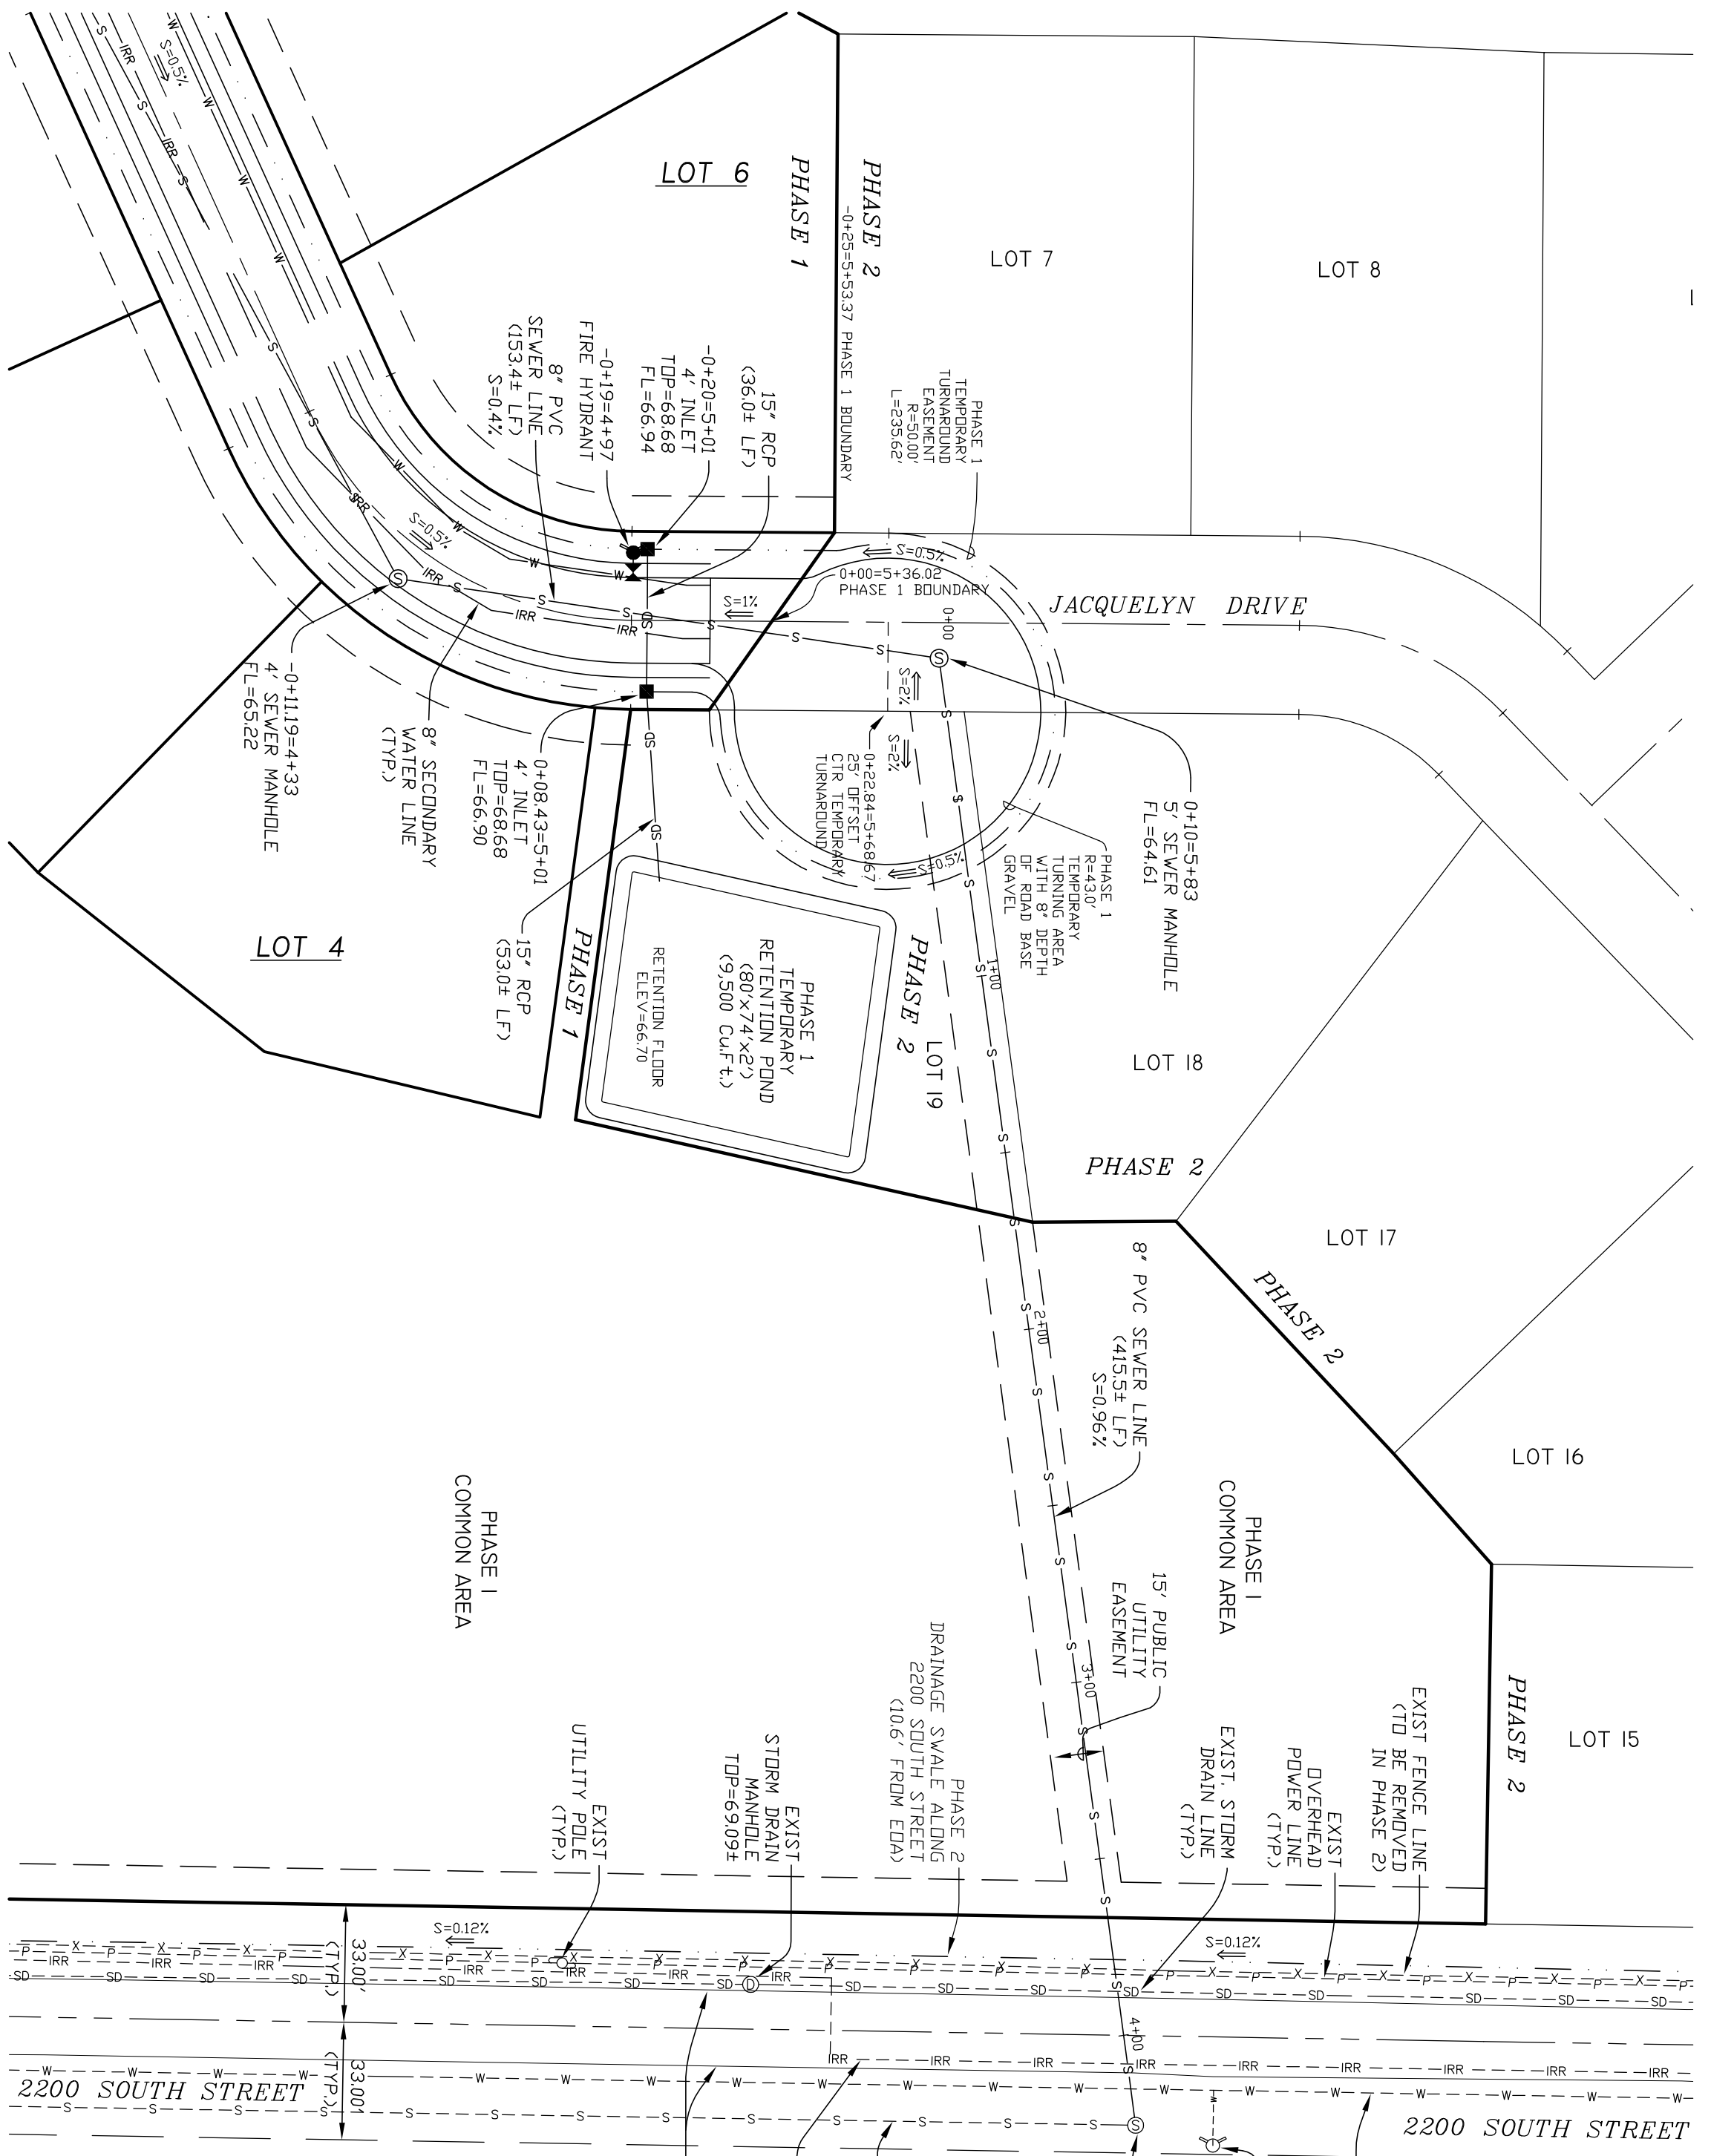 LOT 6
PHASE 1
PHASE 2
-0+25=5+53.37 PHASE 1 BOUNDARY
LOT 7
LOT 8
S=0.5%
8" PVC
SEWER LINE
(153.4± LF)
S=0.4%
-0+19=4+97
FIRE HYDRANT
-0+20=5+01
4' INLET
TOP=68.68
FL=66.94
15" RCP
(36.0± LF)
PHASE 1
TEMPORARY
TURNAROUND
EASEMENT
R=50.00'
L=235.62'
S=0.5%
S=0.5%
0+00=5+36.02
PHASE 1 BOUNDARY
S=1%
0+00
JACQUELYN DRIVE
S=2%
S=2%
-0+11.19=4+33
4' SEWER MANHOLE
FL=65.22
8" SECONDARY
WATER LINE
(TYP.)
0+08.43=5+01
4' INLET
TOP=68.68
FL=66.90
0+22.84=5+68.67
25' OFFSET
CTR TEMPORARY
TURNAROUND
0+10=5+83
5' SEWER MANHOLE
FL=64.61
S=0.5%
PHASE 1
R=43.0'
TEMPORARY
TURNING AREA
WITH 8" DEPTH
OF ROAD BASE
GRAVEL
LOT 4
15" RCP
(53.0± LF)
PHASE 1
PHASE 1
TEMPORARY
RETENTION POND
(80'x74'x2')
(9,500 Cu.Ft.)
RETENTION FLOOR
ELEV=66.70
PHASE 2
LOT 19
1+00
LOT 18
PHASE 2
LOT 17
PHASE 2
8" PVC SEWER LINE
(415.5± LF)
S=0.96%
2+00
LOT 16
PHASE 1
COMMON AREA
PHASE 1
COMMON AREA
15' PUBLIC
UTILITY
EASEMENT
3+00
PHASE 2
LOT 15
EXIST
UTILITY POLE
(TYP.)
EXIST
STORM DRAIN
MANHOLE
TOP=69.09±
PHASE 2
DRAINAGE SWALE ALONG
2200 SOUTH STREET
(10.6' FROM EOA)
EXIST. STORM
DRAIN LINE
(TYP.)
EXIST
OVERHEAD
POWER LINE
(TYP.)
EXIST FENCE LINE
(TO BE REMOVED
IN PHASE 2)
S=0.12%
S=0.12%
33.00'
(TYP.)
33.00'
(TYP.)
4+00
2200 SOUTH STREET
2200 SOUTH STREET